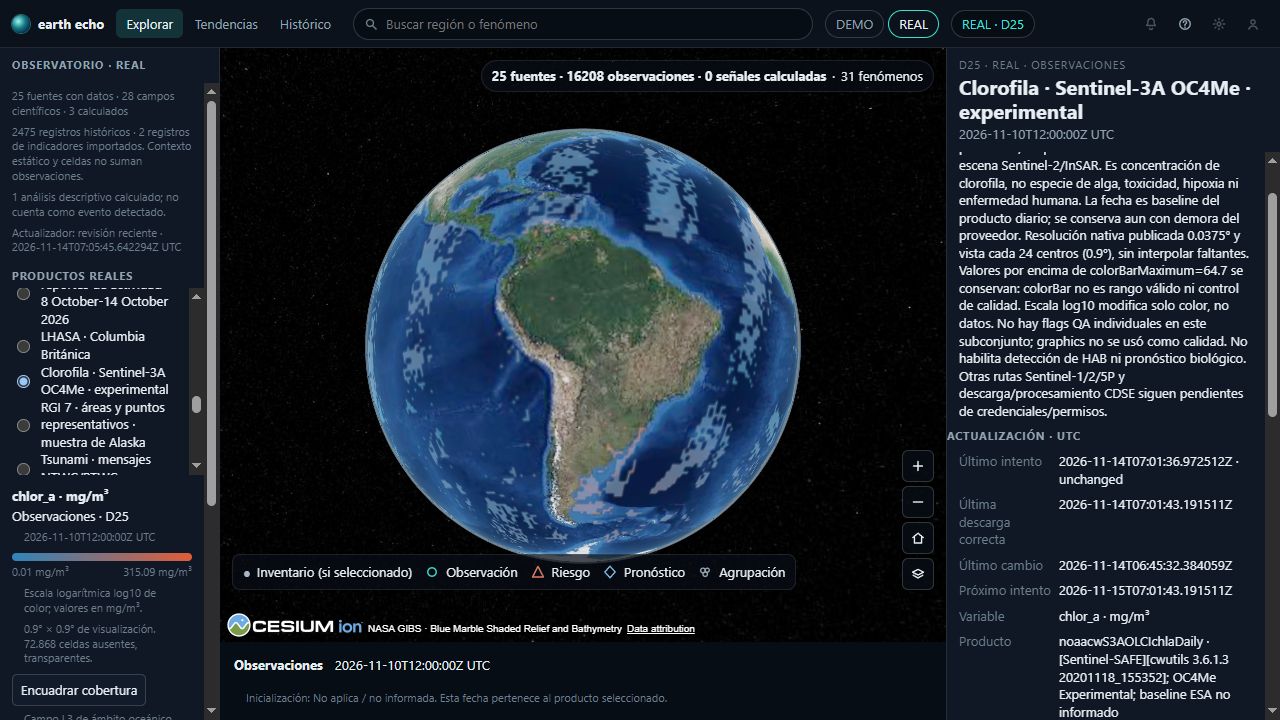 earth echo
Explorar
Tendencias
Histórico
Buscar región o fenómeno
DEMO
REAL
REAL · D25
OBSERVATORIO · REAL
25 fuentes con datos · 28 campos
científicos · 3 calculados
2475 registros históricos · 2 registros
de indicadores importados. Contexto
estático y celdas no suman
observaciones.
1 análisis descriptivo calculado; no
cuenta como evento detectado.
Actualizador: revisión reciente ·
2026-11-14T07:05:45.642294Z UTC
PRODUCTOS REALES
8 October-14 October
2026
LHASA · Columbia
Británica
Clorofila · Sentinel-3A
OC4Me · experimental
RGI 7 · áreas y puntos
representativos ·
muestra de Alaska
Tsunami · mensajes
chlor_a · mg/m³
Observaciones · D25
2026-11-10T12:00:00Z UTC
0.01 mg/m³
315.09 mg/m³
Escala logarítmica log10 de
color; valores en mg/m³.
0.9° × 0.9° de visualización.
72.868 celdas ausentes,
transparentes.
Encuadrar cobertura
Campo L3 de ámbito oceánico
25 fuentes · 16208 observaciones · 0 señales calculadas · 31 fenómenos
Inventario (si seleccionado)
Observación
Riesgo
Pronóstico
Agrupación
CESIUM ion
NASA GIBS · Blue Marble Shaded Relief and Bathymetry Data attribution
Observaciones 2026-11-10T12:00:00Z UTC
Inicialización: No aplica / no informada. Esta fecha pertenece al producto seleccionado.
D25 · REAL · OBSERVACIONES
Clorofila · Sentinel-3A OC4Me ·
experimental
2026-11-10T12:00:00Z UTC
escena Sentinel-2/InSAR. Es concentración de
clorofila, no especie de alga, toxicidad, hipoxia ni
enfermedad humana. La fecha es baseline del
producto diario; se conserva aun con demora del
proveedor. Resolución nativa publicada 0.0375° y
vista cada 24 centros (0.9°), sin interpolar faltantes.
Valores por encima de colorBarMaximum=64.7 se
conservan: colorBar no es rango válido ni control
de calidad. Escala log10 modifica solo color, no
datos. No hay flags QA individuales en este
subconjunto; graphics no se usó como calidad. No
habilita detección de HAB ni pronóstico biológico.
Otras rutas Sentinel-1/2/5P y
descarga/procesamiento CDSE siguen pendientes
de credenciales/permisos.
ACTUALIZACIÓN · UTC
Último intento
2026-11-14T07:01:36.972512Z ·
unchanged
Última
descarga
correcta
2026-11-14T07:01:43.191511Z
Último cambio
2026-11-14T06:45:32.384059Z
Próximo intento
2026-11-15T07:01:43.191511Z
Variable
chlor_a · mg/m³
Producto
noaacwS3AOLCIchlaDaily ·
[Sentinel-SAFE][cwutils 3.6.1.3
20201118_155352]; OC4Me
Experimental; baseline ESA no
informado